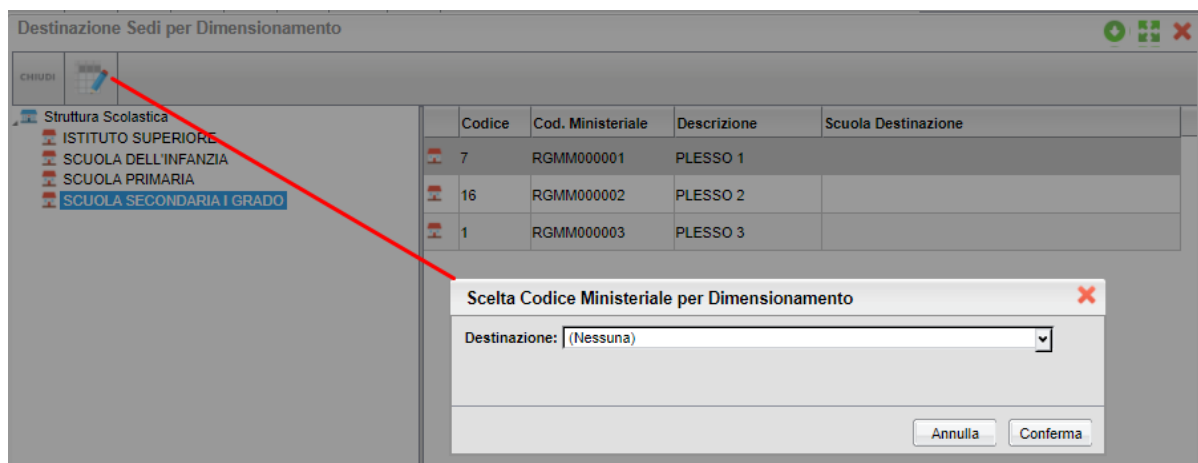 Destinazione Sedi per Dimensionamento
CHIUDI
Struttura Scolastica
ISTITUTO SUPERIORE
SCUOLA DELL'INFANZIA
SCUOLA PRIMARIA
SCUOLA SECONDARIA I GRADO
Codice Cod. Ministeriale Descrizione Scuola Destinazione
7 RGMM000001 PLESSO 1
16 RGMM000002 PLESSO 2
1 RGMM000003 PLESSO 3
Scelta Codice Ministeriale per Dimensionamento
Destinazione: (Nessuna)
Annulla Conferma